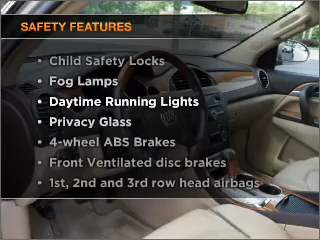 SAFETY FEATURES
• Child Safety Locks
• Fog Lamps
• Daytime Running Lights
• Privacy Glass
• 4-wheel ABS Brakes
• Front Ventilated disc brakes
• 1st, 2nd and 3rd row head airbags